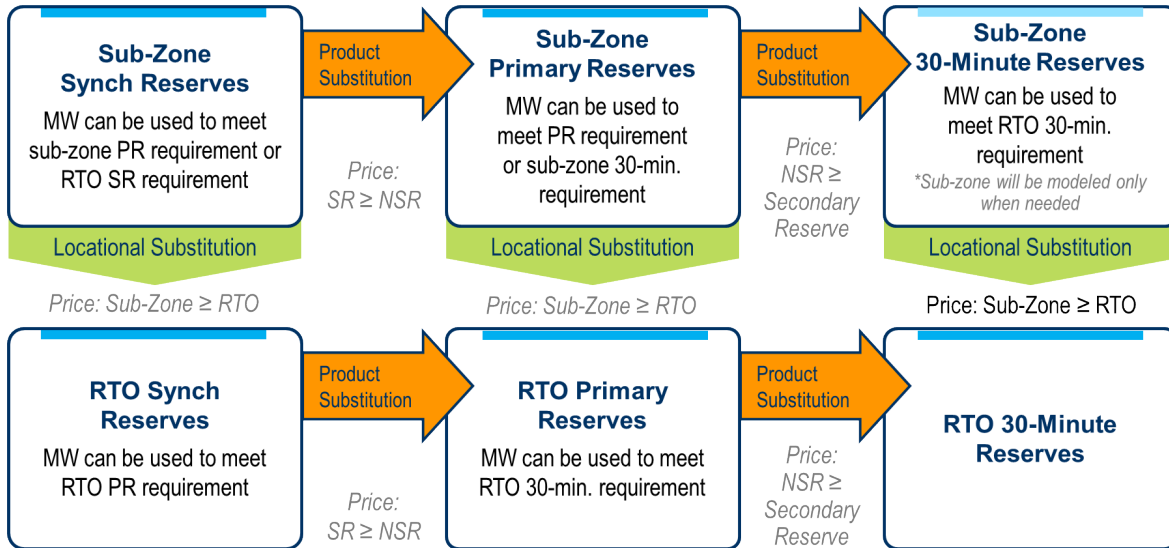 Sub-Zone
Synch Reserves
MW can be used to meet
sub-zone PR requirement or
RTO SR requirement
Product
Substitution
Price:
SR ≥ NSR
Sub-Zone
Primary Reserves
MW can be used to
meet PR requirement
or sub-zone 30-min.
requirement
Product
Substitution
Price:
NSR ≥
Secondary
Reserve
Sub-Zone
30-Minute Reserves
MW can be used to
meet RTO 30-min.
requirement
*Sub-zone will be modeled only
when needed
Locational Substitution
Locational Substitution
Locational Substitution
Price: Sub-Zone ≥ RTO
Price: Sub-Zone ≥ RTO
Price: Sub-Zone ≥ RTO
RTO Synch
Reserves
MW can be used to meet
RTO PR requirement
Product
Substitution
Price:
SR ≥ NSR
RTO Primary
Reserves
MW can be used to meet
RTO 30-min. requirement
Product
Substitution
Price:
NSR ≥
Secondary
Reserve
RTO 30-Minute
Reserves